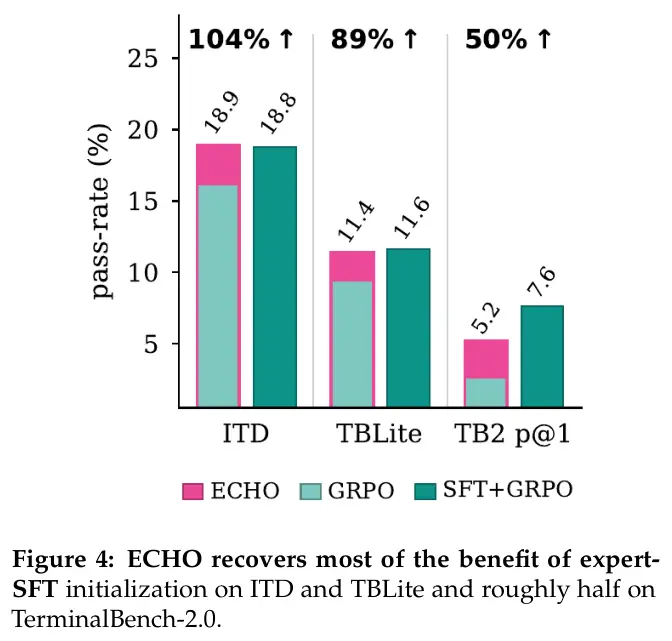 104% ↑ 89% ↑ 50% ↑
25
20
15
10
5
pass-rate (%)
18.9 18.8
11.4 11.6
5.2 7.6
ITD TBLite TB2 p@1
ECHO GRPO SFT+GRPO
Figure 4: ECHO recovers most of the benefit of expert-
SFT initialization on ITD and TBLite and roughly half on
TerminalBench-2.0.